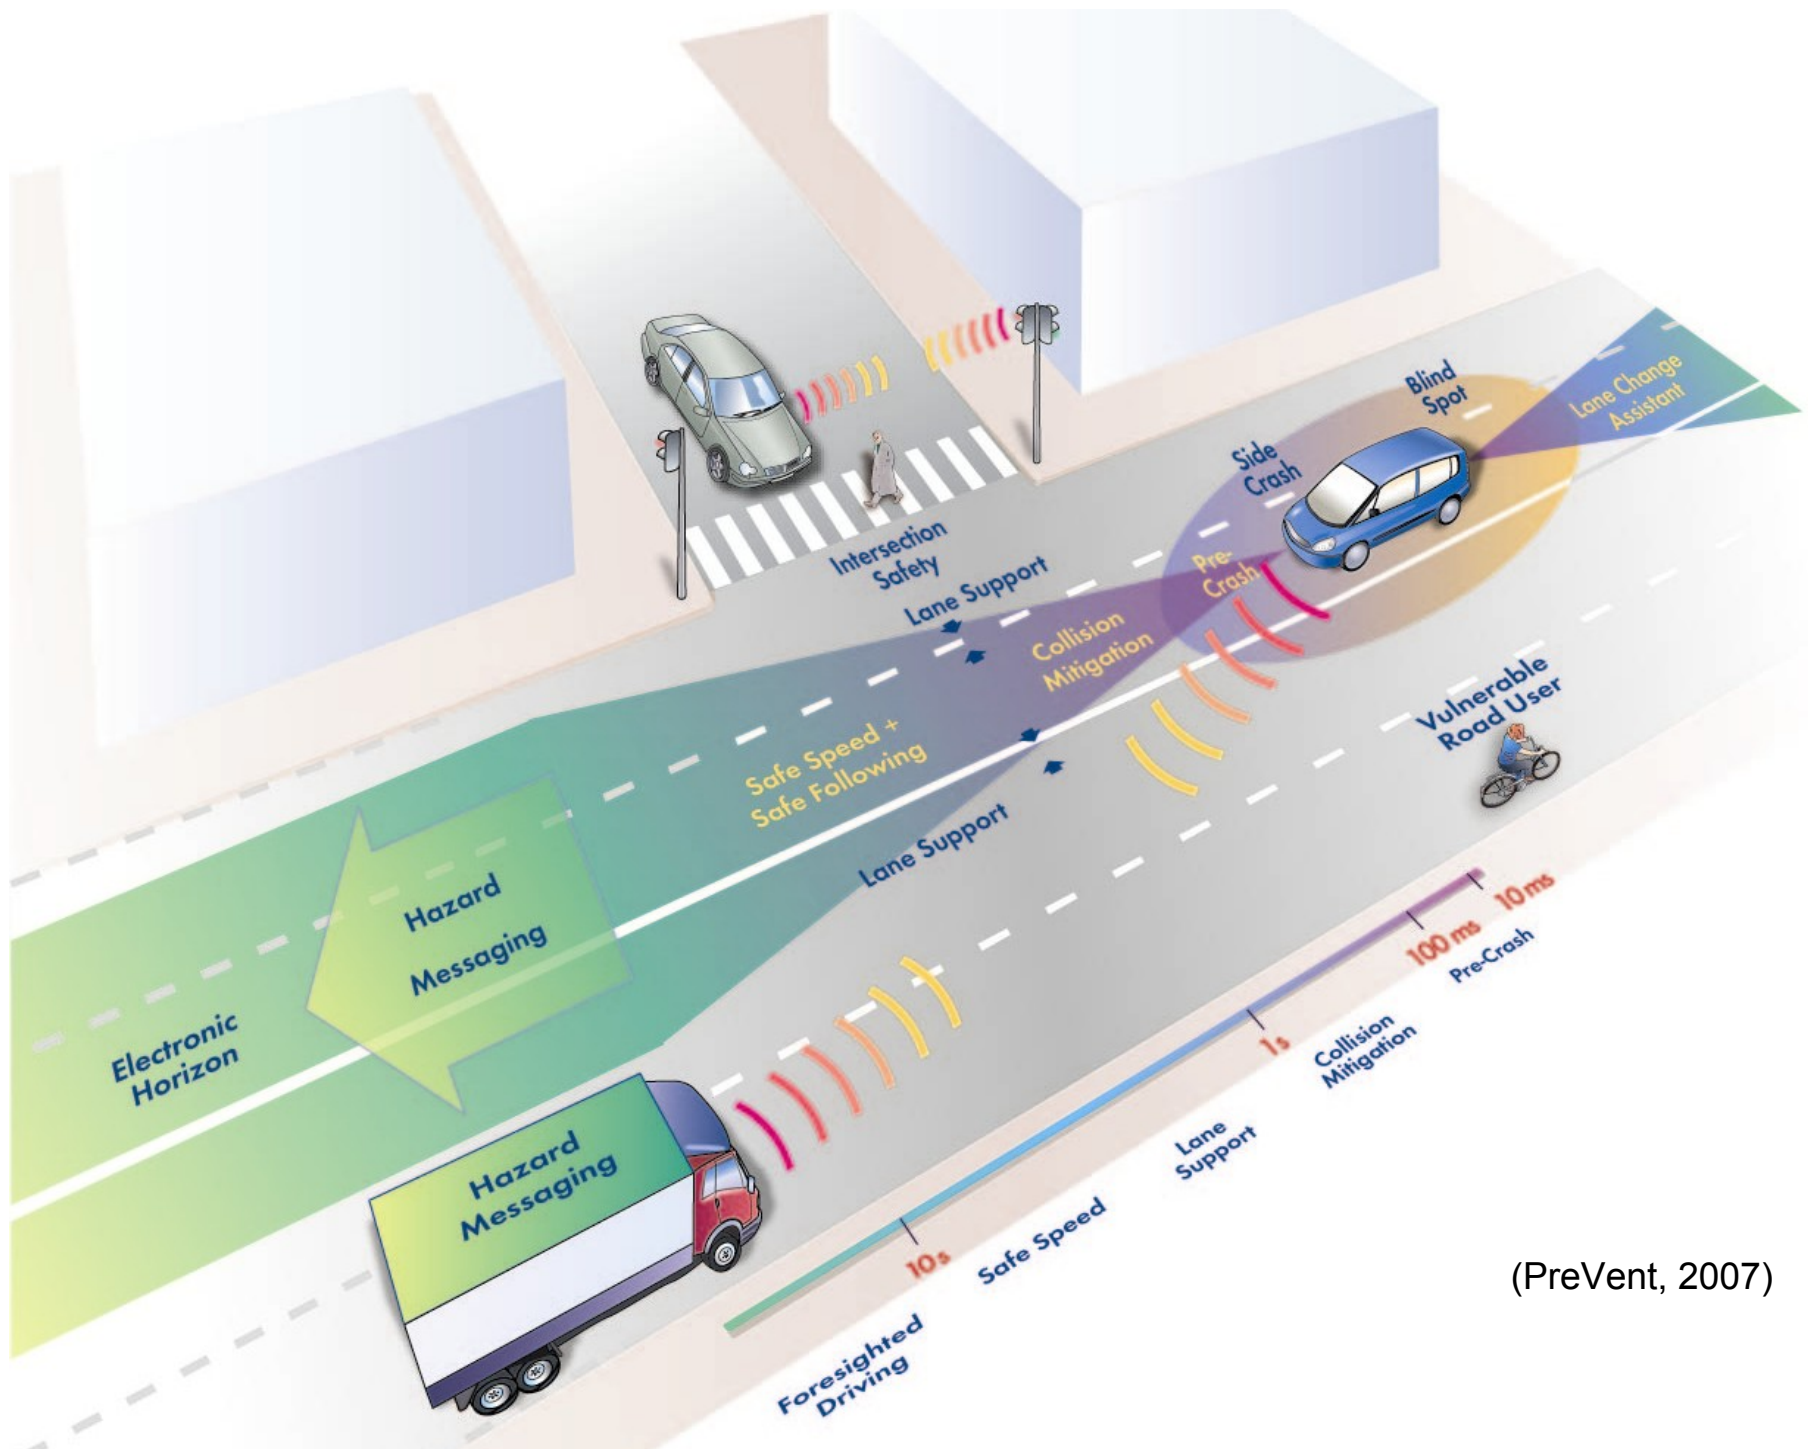 Blind
Spot
Lane Change
Assistant
Side
Crash
Pre-
Crash
Intersection
Safety
Lane Support
Collision
Mitigation
Vulnerable
Road User
Safe Speed +
Safe Following
Lane Support
Hazard
Messaging
Electronic
Horizon
Hazard
Messaging
10 ms
100 ms
Pre-Crash
1s
Collision
Mitigation
Lane
Support
10s
Safe Speed
Foresighted
Driving
(PreVent, 2007)